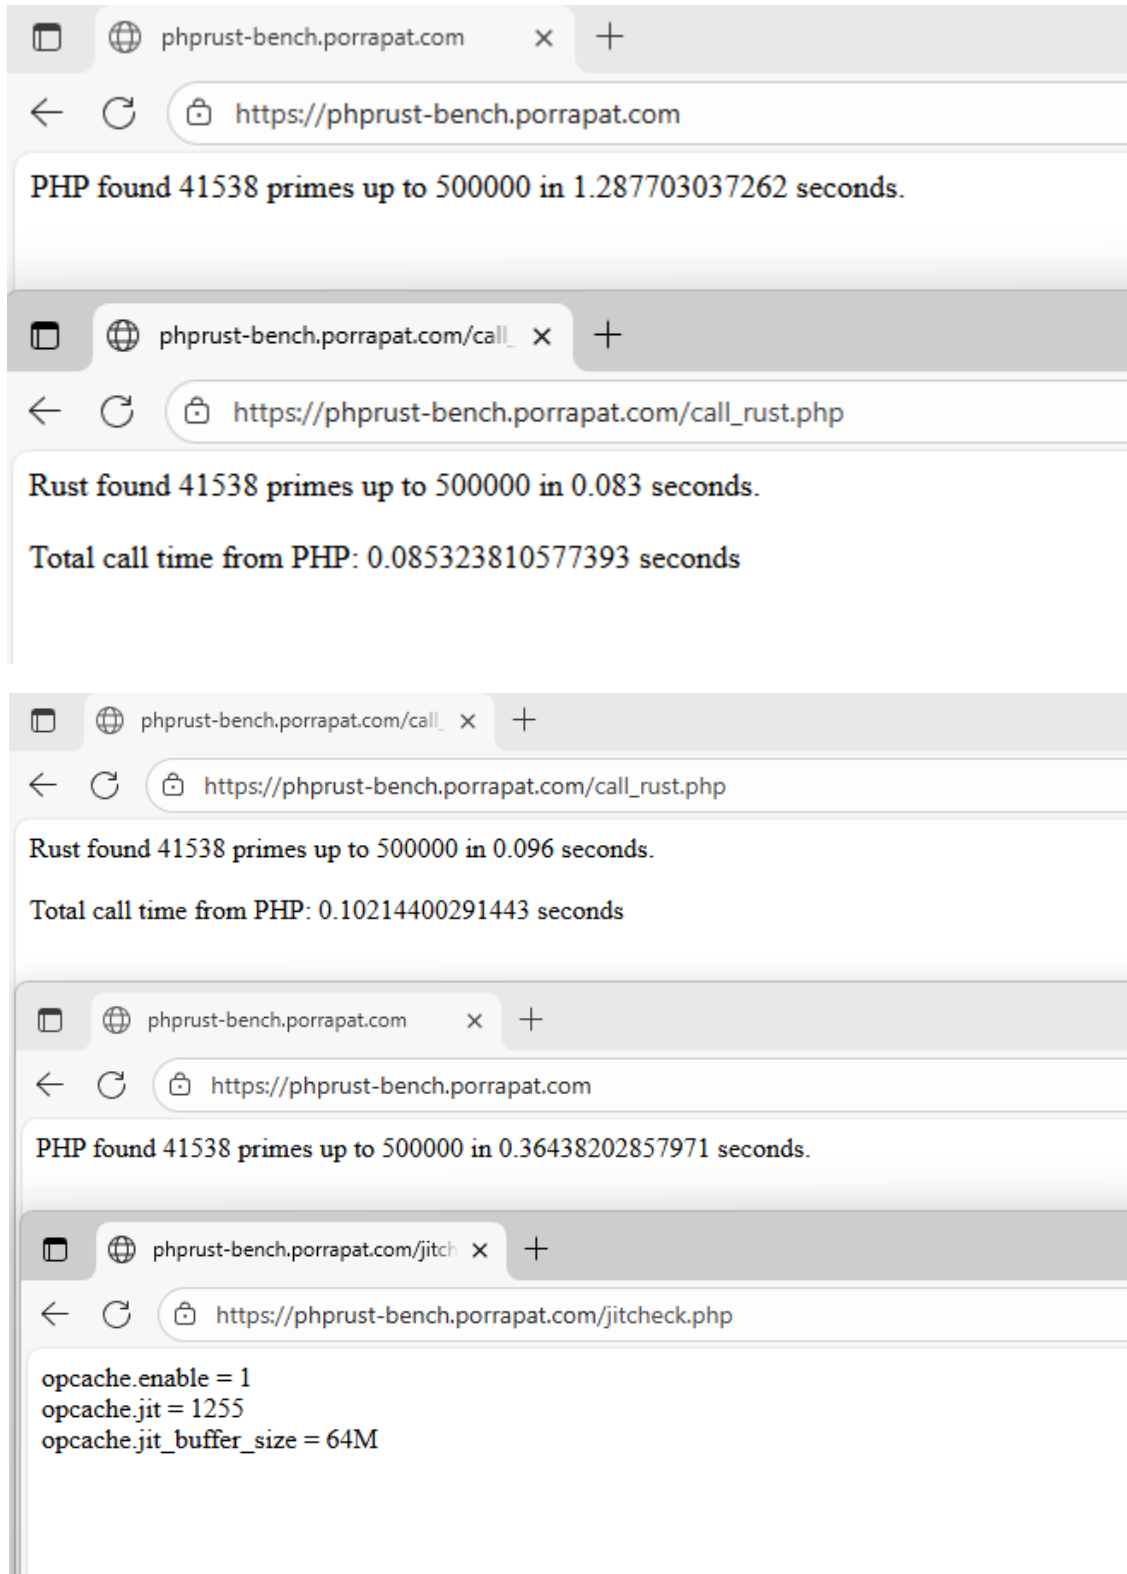 phprust-bench.porrapat.com
https://phprust-bench.porrapat.com
PHP found 41538 primes up to 500000 in 1.287703037262 seconds.
phprust-bench.porrapat.com/call_
https://phprust-bench.porrapat.com/call_rust.php
Rust found 41538 primes up to 500000 in 0.083 seconds.
Total call time from PHP: 0.085323810577393 seconds
phprust-bench.porrapat.com/call_
https://phprust-bench.porrapat.com/call_rust.php
Rust found 41538 primes up to 500000 in 0.096 seconds.
Total call time from PHP: 0.10214400291443 seconds
phprust-bench.porrapat.com
https://phprust-bench.porrapat.com
PHP found 41538 primes up to 500000 in 0.36438202857971 seconds.
phprust-bench.porrapat.com/jitch
https://phprust-bench.porrapat.com/jitcheck.php
opcache.enable = 1
opcache.jit = 1255
opcache.jit_buffer_size = 64M